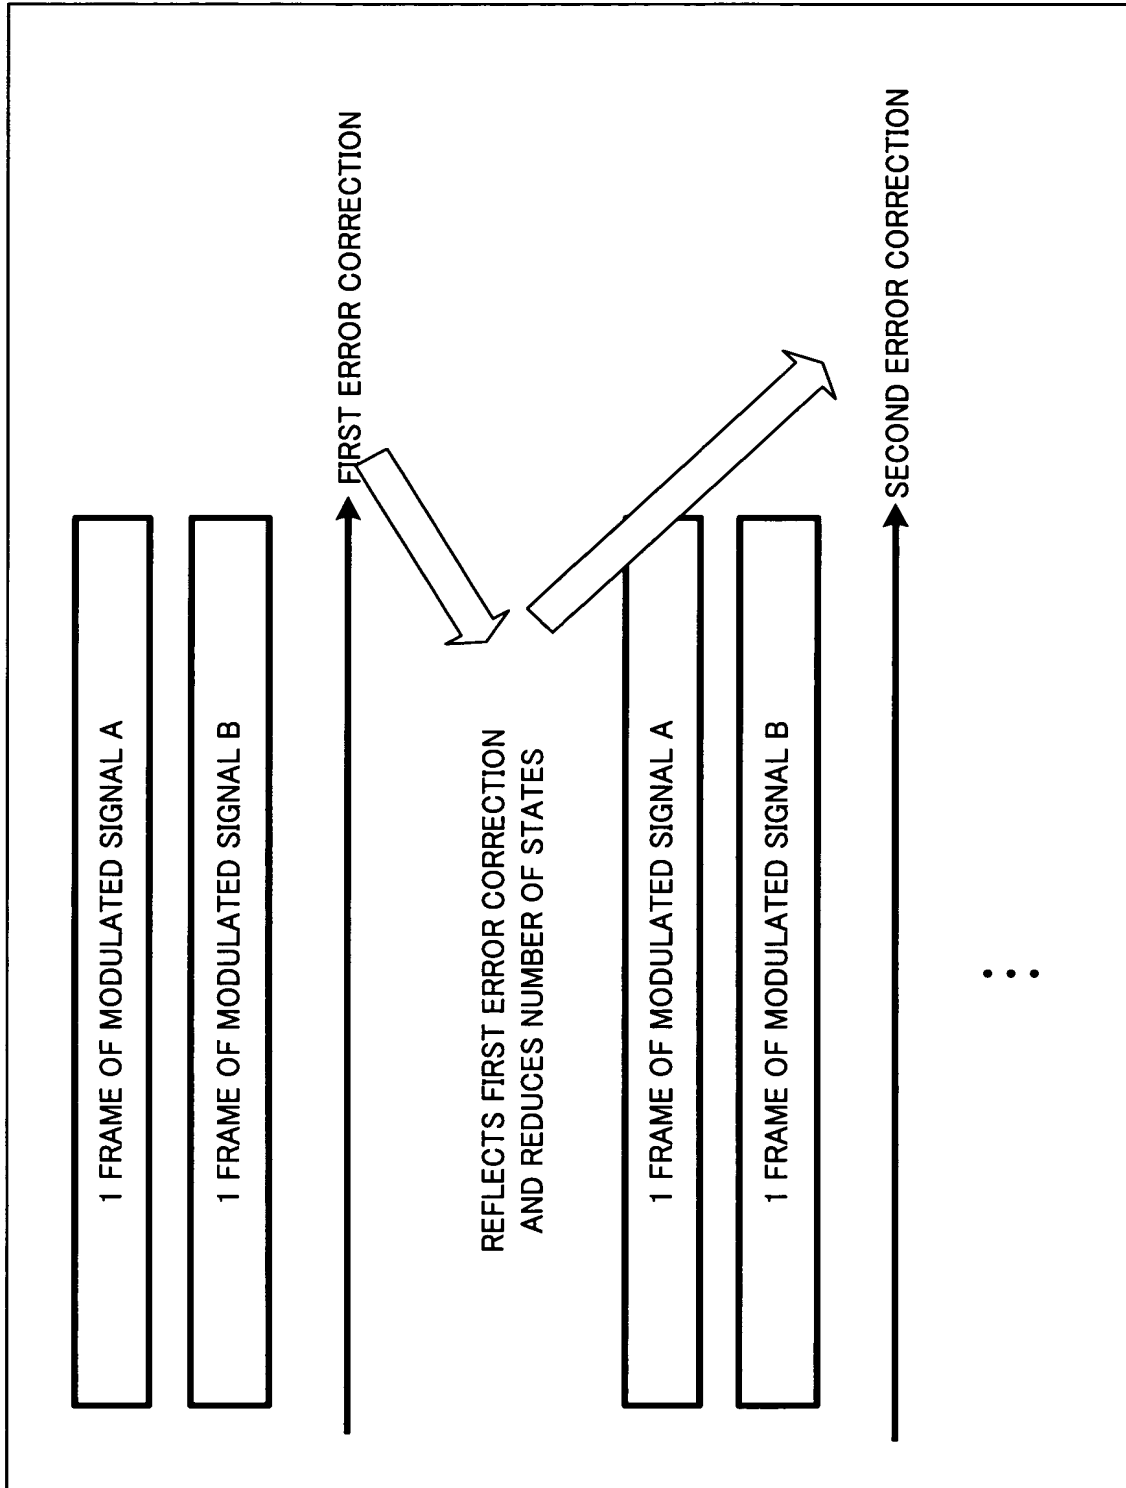 1 FRAME OF MODULATED SIGNAL A
1 FRAME OF MODULATED SIGNAL B
FIRST ERROR CORRECTION
REFLECTS FIRST ERROR CORRECTION
AND REDUCES NUMBER OF STATES
1 FRAME OF MODULATED SIGNAL A
1 FRAME OF MODULATED SIGNAL B
SECOND ERROR CORRECTION
...